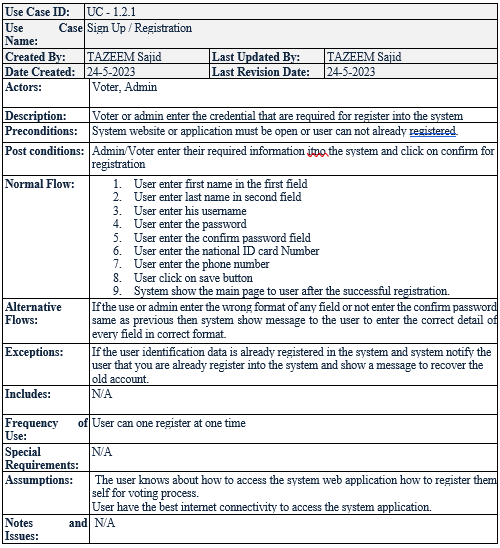 Use Case ID: UC - 1.2.1
Use Case Sign Up / Registration
Name:
Created By: TAZEEM Sajid Last Updated By: TAZEEM Sajid
Date Created: 24-5-2023 Last Revision Date: 24-5-2023
Actors: Voter, Admin
Description: Voter or admin enter the credential that are required for register into the system
Preconditions: System website or application must be open or user can not already registered.
Post conditions: Admin/Voter enter their required information itno the system and click on confirm for
registration
Normal Flow: 1. User enter first name in the first field
2. User enter last name in second field
3. User enter his username
4. User enter the password
5. User enter the confirm password field
6. User enter the national ID card Number
7. User enter the phone number
8. User click on save button
9. System show the main page to user after the successful registration.
Alternative If the use or admin enter the wrong format of any field or not enter the confirm password
Flows: same as previous then system show message to the user to enter the correct detail of
every field in correct format.
Exceptions: If the user identification data is already registered in the system and system notify the
user that you are already register into the system and show a message to recover the
old account.
Includes: N/A
Frequency of User can one register at one time
Use:
Special N/A
Requirements:
Assumptions: The user knows about how to access the system web application how to register them
self for voting process.
User have the best internet connectivity to access the system application.
Notes and N/A
Issues: